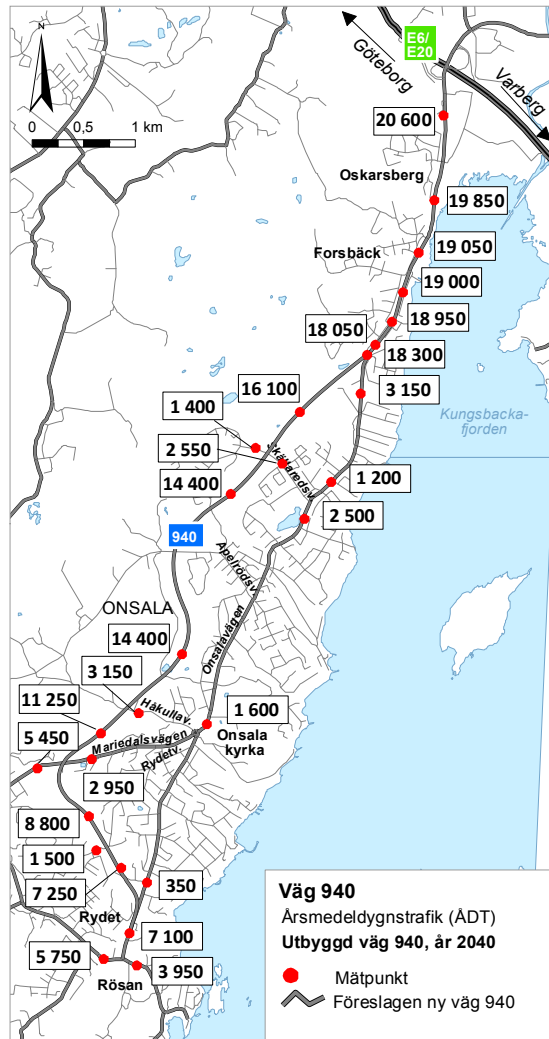 N
0 0,5 1 km
E6/
E20
Göteborg
Varberg
20 600
Oskarsberg
19 850
Forsbäck
19 050
19 000
18 950
18 050
18 300
16 100
3 150
1 400
Kungsbacka-
fjorden
2 550
Skällaredsv.
14 400
1 200
2 500
940
Apelrödsv.
ONSALA
Onsalavägen
14 400
3 150
11 250
Håkullav.
1 600
5 450
Mariedalsvägen
Onsala
kyrka
Rydetv.
2 950
8 800
1 500
7 250
350
Rydet
7 100
5 750
3 950
Rösan
Väg 940
Årsmedeldygnstrafik (ÅDT)
Utbyggd väg 940, år 2040
Mätpunkt
Föreslagen ny väg 940